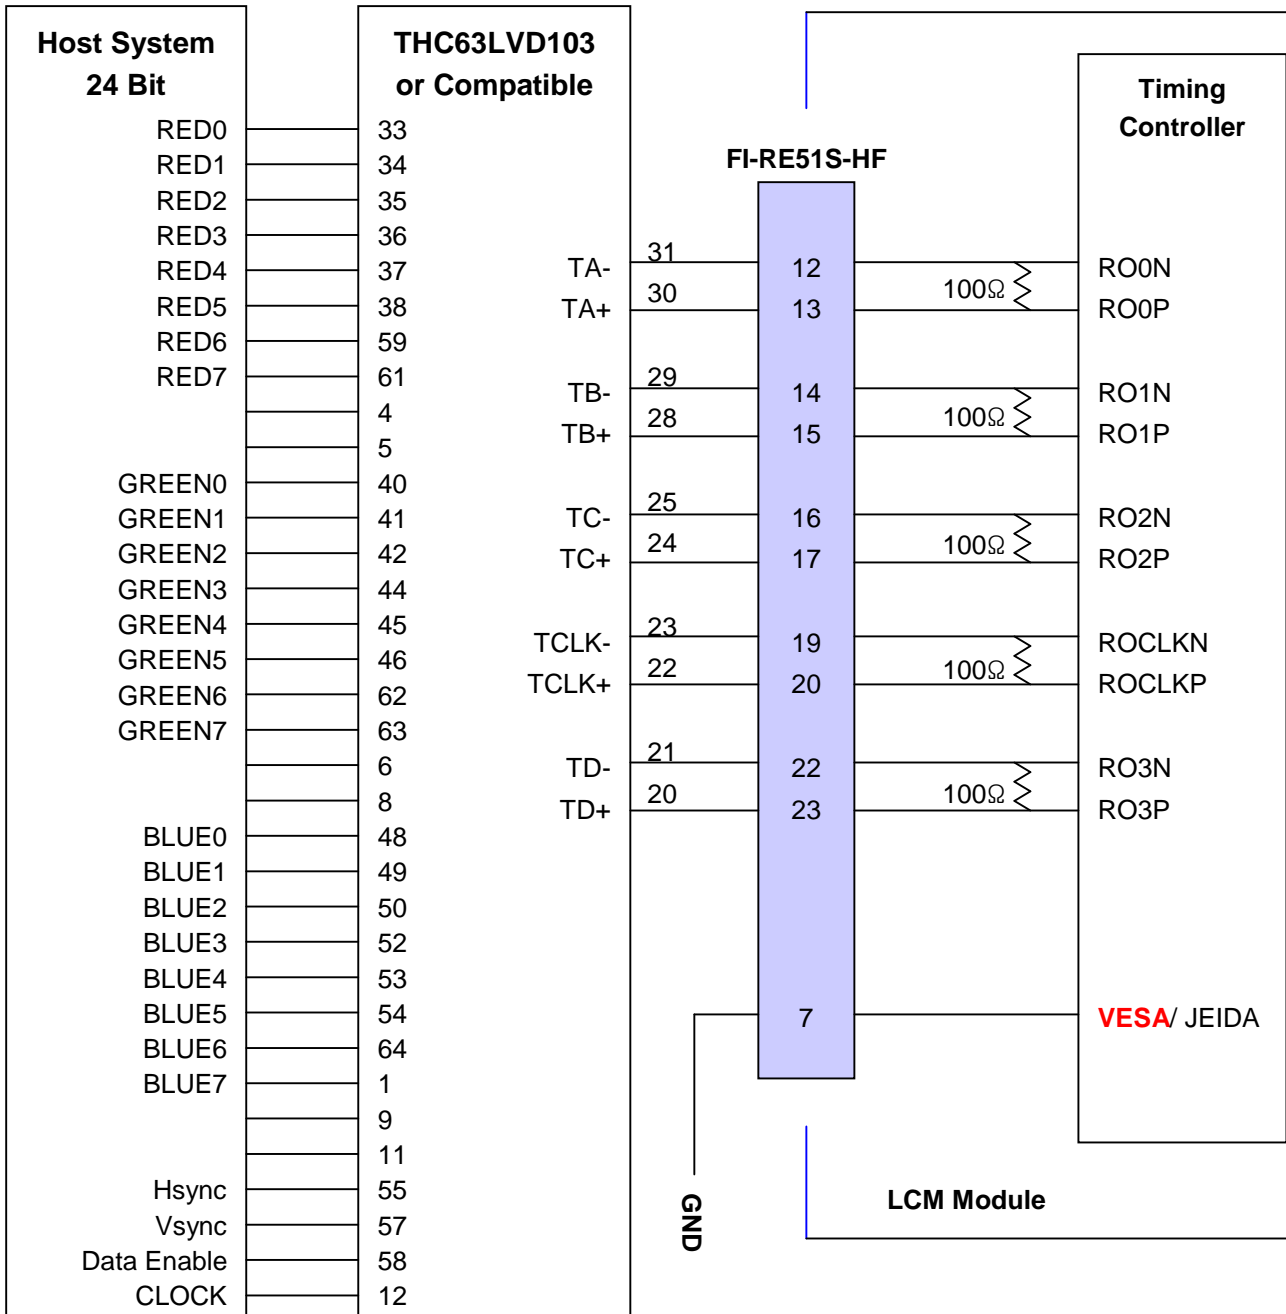 Host System
24 Bit
RED0
RED1
RED2
RED3
RED4
RED5
RED6
RED7
GREEN0
GREEN1
GREEN2
GREEN3
GREEN4
GREEN5
GREEN6
GREEN7
BLUE0
BLUE1
BLUE2
BLUE3
BLUE4
BLUE5
BLUE6
BLUE7
Hsync
Vsync
Data Enable
CLOCK
THC63LVD103
or Compatible
33
34
35
36
37
38
59
61
4
5
40
41
42
44
45
46
62
63
6
8
48
49
50
52
53
54
64
1
9
11
55
57
58
12
TA- 31
TA+ 30
TB- 29
TB+ 28
TC- 25
TC+ 24
TCLK- 23
TCLK+ 22
TD- 21
TD+ 20
GND
FI-RE51S-HF
12
13
14
15
16
17
19
20
22
23
7
100Ω
100Ω
100Ω
100Ω
100Ω
Timing
Controller
RO0N
RO0P
RO1N
RO1P
RO2N
RO2P
ROCLKN
ROCLKP
RO3N
RO3P
VESA/ JEIDA
LCM Module